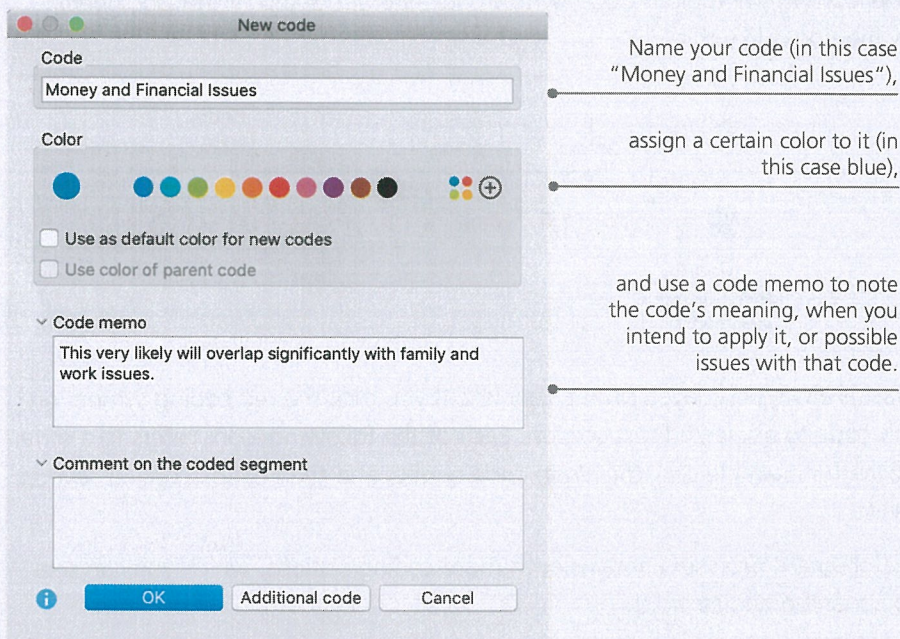 New code
Code
Money and Financial Issues
Color
Use as default color for new codes
Use color of parent code
Code memo
This very likely will overlap significantly with family and
work issues.
Comment on the coded segment
OK
Additional code
Cancel
Name your code (in this case
"Money and Financial Issues"),
assign a certain color to it (in
this case blue),
and use a code memo to note
the code's meaning, when you
intend to apply it, or possible
issues with that code.